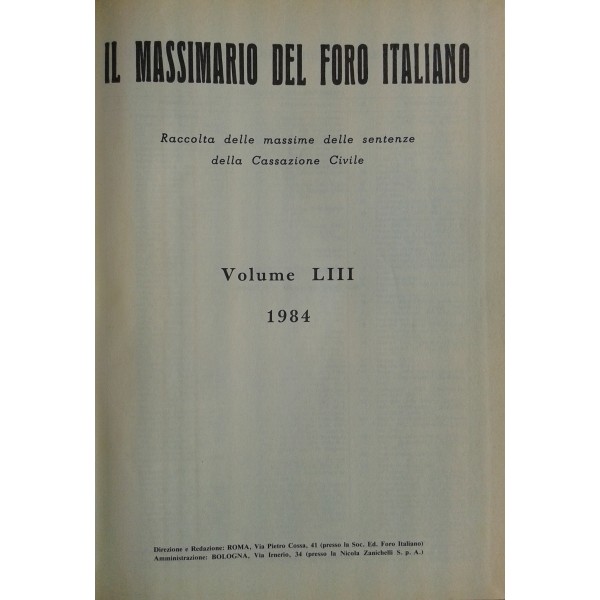 IL MASSIMARIO DEL FORO ITALIANO
Raccolta delle massime delle sentenze
della Cassazione Civile
Volume LIII
1984
Direzione e Redazione: ROMA, Via Pietro Cossa, 41 (presso la Soc. Ed. Foro Italiano)
Amministrazione: BOLOGNA, Via Irnerio, 34 (presso la Nicola Zanichelli S. p. A.)